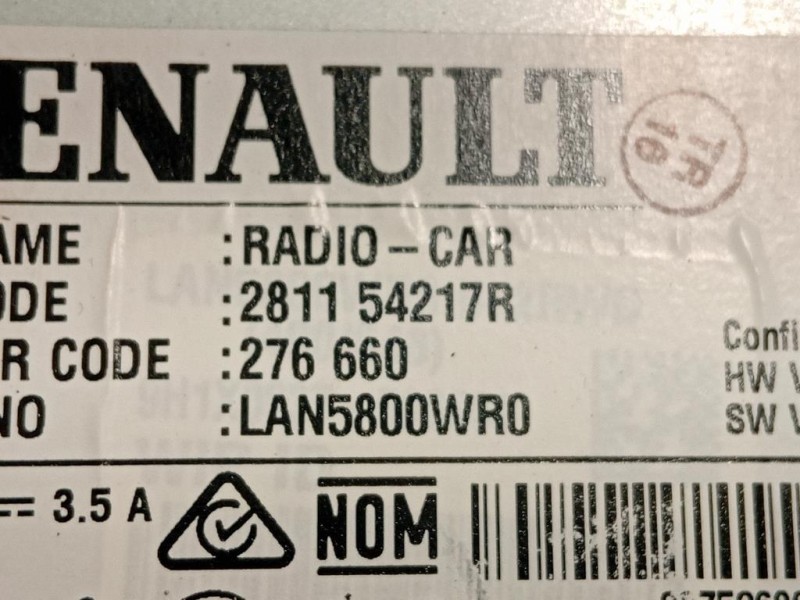 ENAULT
TR
10
AME : RADIO-CAR
ODE : 2811 54217R
R CODE : 276 660
NO : LAN5800WR0
Confi
HW V
SW V
3.5 A
NOM